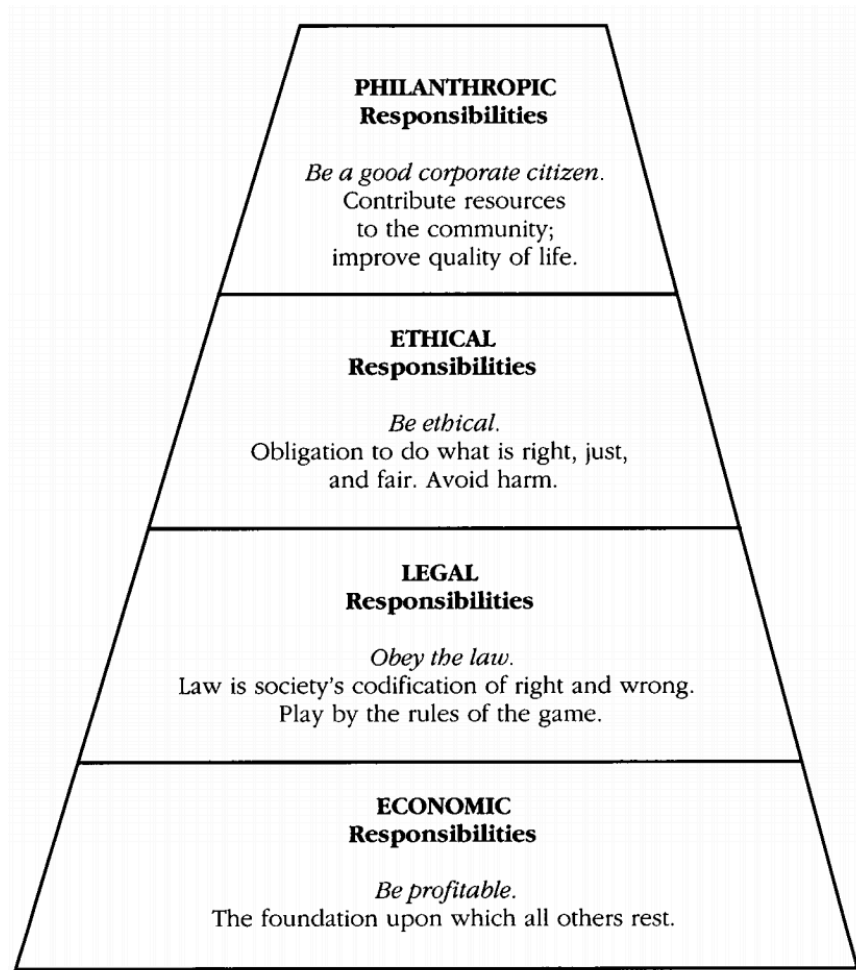 PHILANTHROPIC
Responsibilities
Be a good corporate citizen.
Contribute resources
to the community;
improve quality of life.
ETHICAL
Responsibilities
Be ethical.
Obligation to do what is right, just,
and fair. Avoid harm.
LEGAL
Responsibilities
Obey the law.
Law is society's codification of right and wrong.
Play by the rules of the game.
ECONOMIC
Responsibilities
Be profitable.
The foundation upon which all others rest.